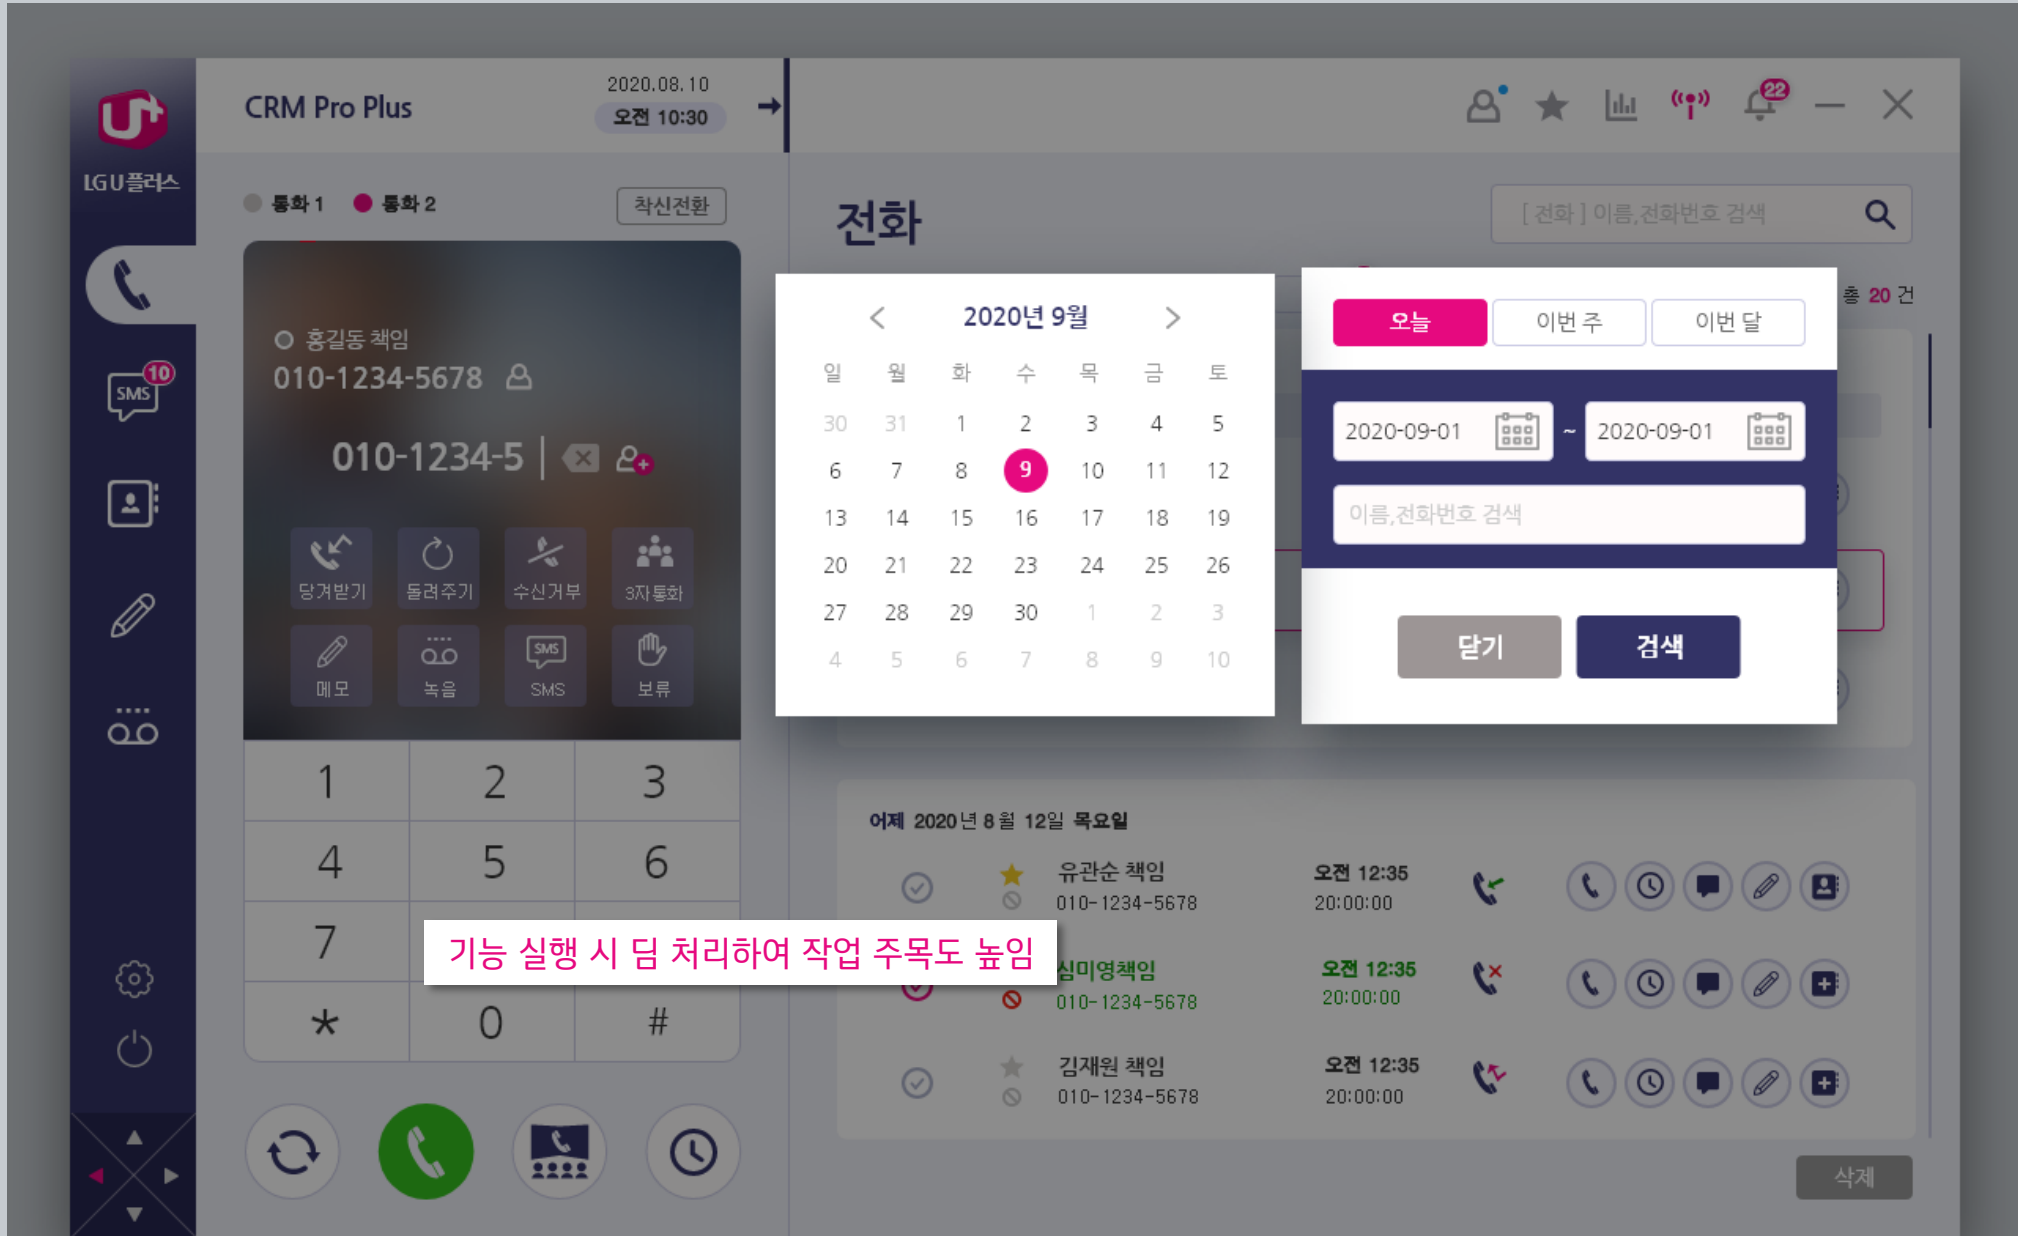 LG U플러스
CRM Pro Plus
2020.08.10
오전 10:30
22
통화 1
통화 2
착신전환
홍길동 책임
010-1234-5678
010-1234-5
당겨받기
돌려주기
수신거부
3자통화
메모
녹음
SMS
SMS
보류
10
SMS
1 2 3
4 5 6
7
* 0 #
전화
[ 전화 ] 이름,전화번호 검색
총 20 건
2020년 9월
일 월 화 수 목 금 토
30 31 1 2 3 4 5
6 7 8 9 10 11 12
13 14 15 16 17 18 19
20 21 22 23 24 25 26
27 28 29 30 1 2 3
4 5 6 7 8 9 10
오늘
이번 주
이번 달
2020-09-01 ~ 2020-09-01
이름,전화번호 검색
닫기
검색
어제 2020년 8월 12일 목요일
유관순 책임
010-1234-5678
오전 12:35
20:00:00
기능 실행 시 딤 처리하여 작업 주목도 높임
심미영책임
010-1234-5678
오전 12:35
20:00:00
김재원 책임
010-1234-5678
오전 12:35
20:00:00
삭제